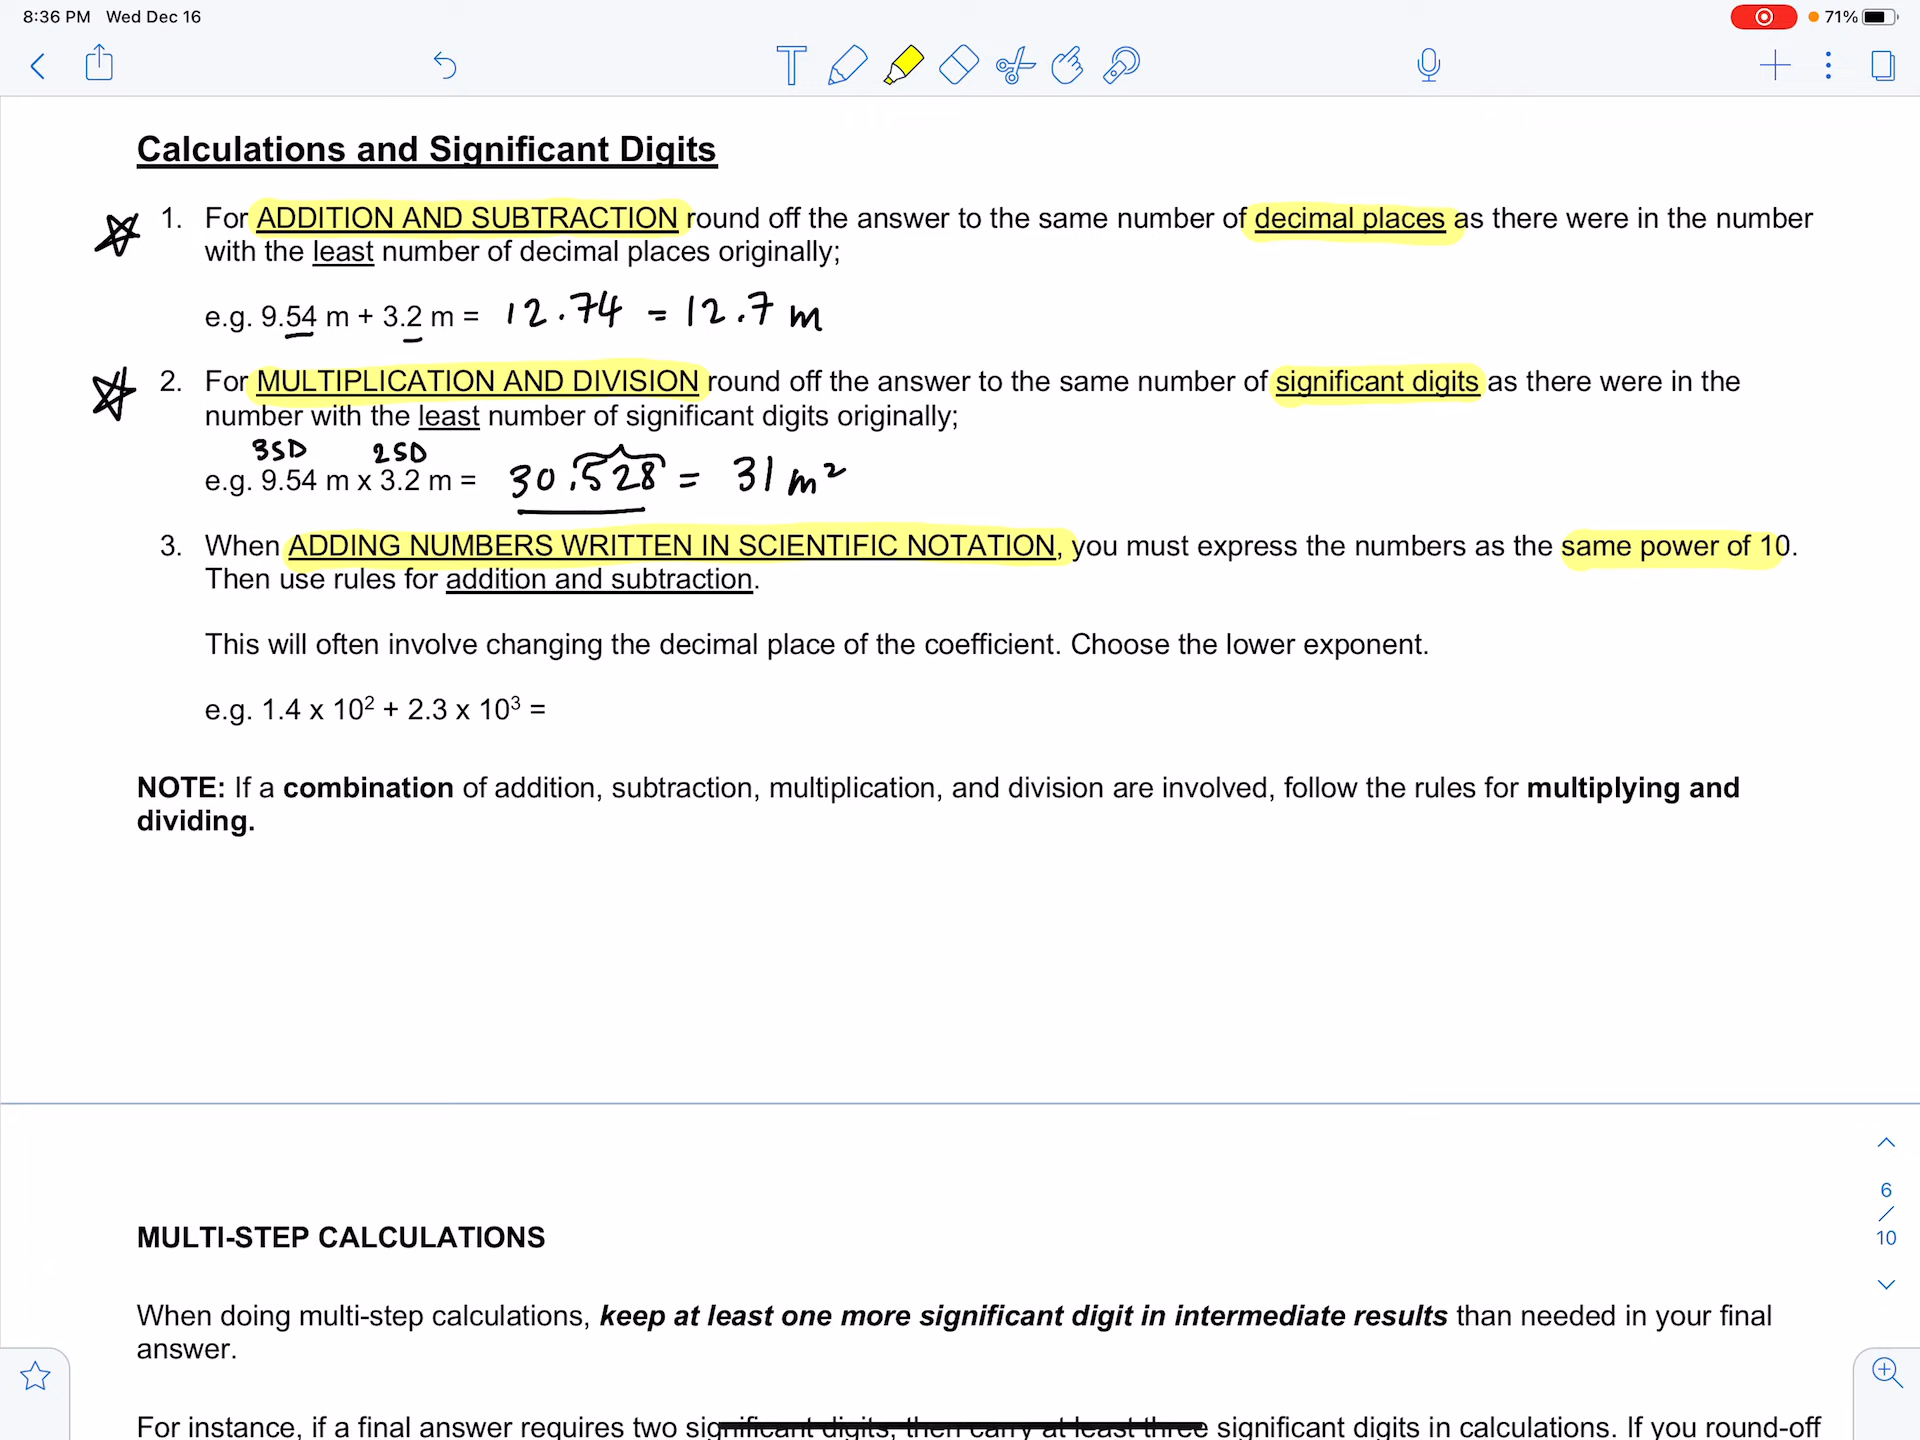 8:36 PM Wed Dec 16
71%
Calculations and Significant Digits
1. For ADDITION AND SUBTRACTION round off the answer to the same number of decimal places as there were in the number
with the least number of decimal places originally;
e.g. 9.54 m + 3.2 m = 12.74 = 12.7 m
2. For MULTIPLICATION AND DIVISION round off the answer to the same number of significant digits as there were in the
number with the least number of significant digits originally;
3SD 2SD
e.g. 9.54 m x 3.2 m = 30.528 = 31 m²
3. When ADDING NUMBERS WRITTEN IN SCIENTIFIC NOTATION, you must express the numbers as the same power of 10.
Then use rules for addition and subtraction.
This will often involve changing the decimal place of the coefficient. Choose the lower exponent.
e.g. 1.4 x 10² + 2.3 x 10³ =
NOTE: If a combination of addition, subtraction, multiplication, and division are involved, follow the rules for multiplying and
dividing.
6
/
10
MULTI-STEP CALCULATIONS
When doing multi-step calculations, keep at least one more significant digit in intermediate results than needed in your final
answer.
For instance, if a final answer requires two significant digits, then carry at least three significant digits in calculations. If you round-off